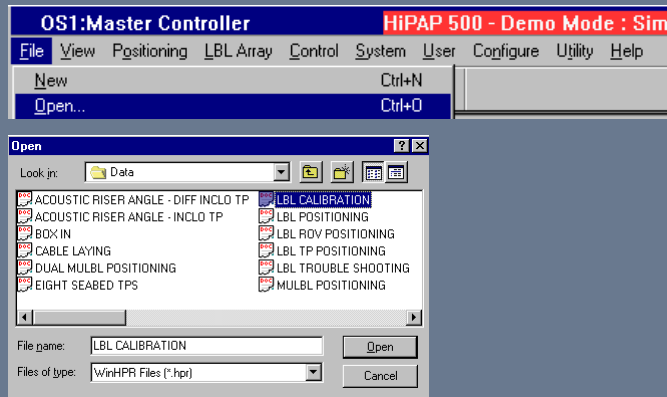 OS1:Master Controller HiPAP 500 - Demo Mode : Sim
File View Positioning LBL Array Control System User Configure Utility Help
New Ctrl+N
Open... Ctrl+O
Open
Look in: Data
ACOUSTIC RISER ANGLE - DIFF INCLO TP LBL CALIBRATION
ACOUSTIC RISER ANGLE - INCLO TP LBL POSITIONING
BOX IN LBL ROV POSITIONING
CABLE LAYING LBL TP POSITIONING
DUAL MULBL POSITIONING LBL TROUBLE SHOOTING
EIGHT SEABED TPS MULBL POSITIONING
File name: LBL CALIBRATION Open
Files of type: WinHPR Files (*.hpr) Cancel